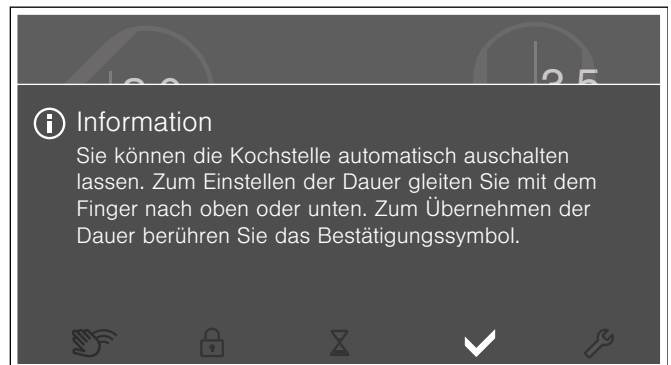 Information
Sie können die Kochstelle automatisch auschalten
lassen. Zum Einstellen der Dauer gleiten Sie mit dem
Finger nach oben oder unten. Zum Übernehmen der
Dauer berühren Sie das Bestätigungssymbol.